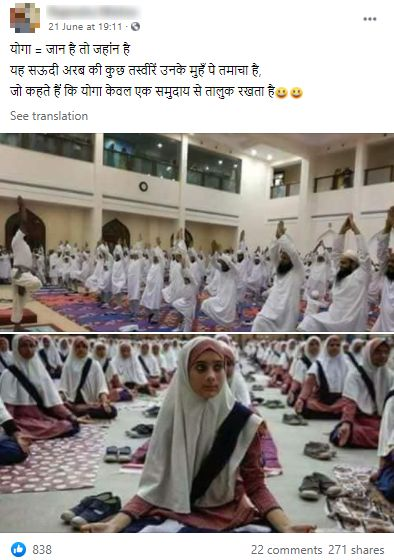 21 June at 19:11 ·
योगा = जान है तो जहांन है
यह सऊदी अरब की कुछ तस्वीरें उनके मुहँ पे तमाचा है,
जो कहते हैं कि योगा केवल एक समुदाय से तालुक रखता है😀😀
See translation
838
22 comments 271 shares